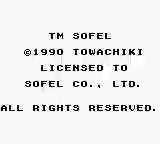 TM SOFEL
©1990 TOWACHIKI
LICENSED TO
SOFEL CO., LTD.
ALL RIGHTS RESERVED.